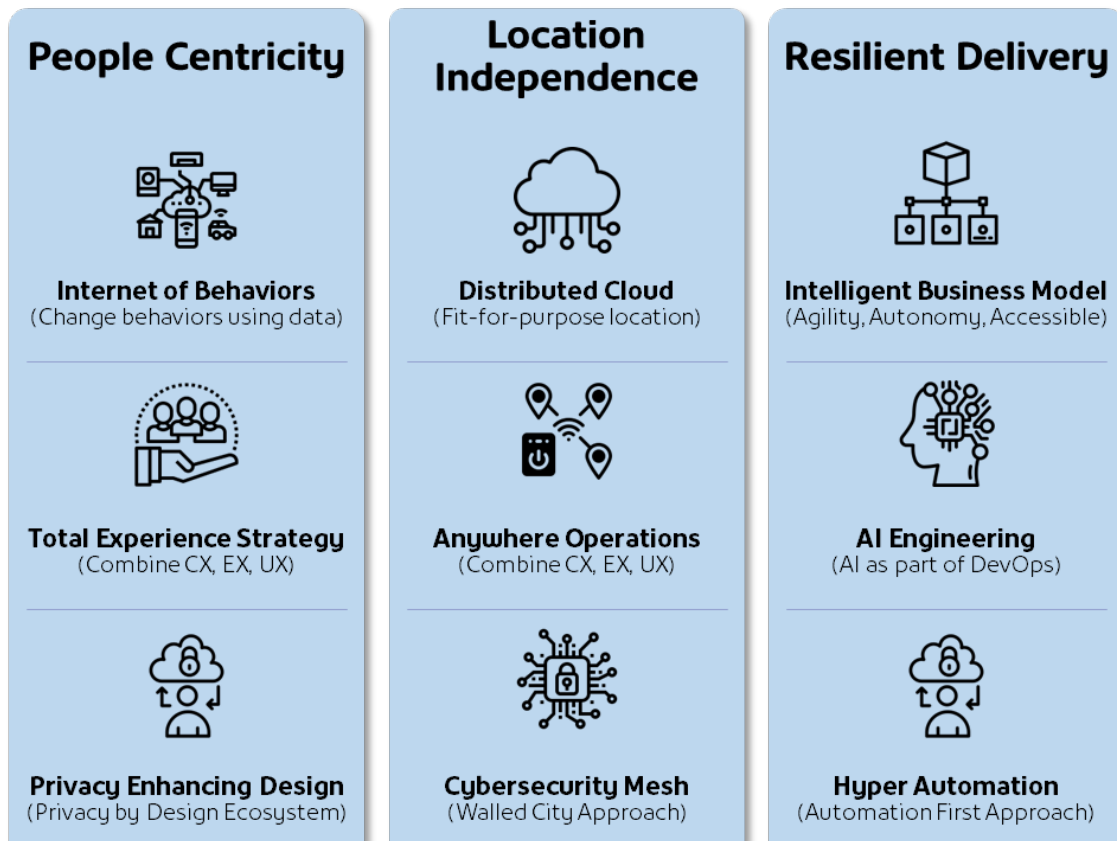 People Centricity
Internet of Behaviors
(Change behaviors using data)
Total Experience Strategy
(Combine CX, EX, UX)
Privacy Enhancing Design
(Privacy by Design Ecosystem)
Location
Independence
Distributed Cloud
(Fit-for-purpose location)
Anywhere Operations
(Combine CX, EX, UX)
Cybersecurity Mesh
(Walled City Approach)
Resilient Delivery
Intelligent Business Model
(Agility, Autonomy, Accessible)
AI Engineering
(AI as part of DevOps)
Hyper Automation
(Automation First Approach)